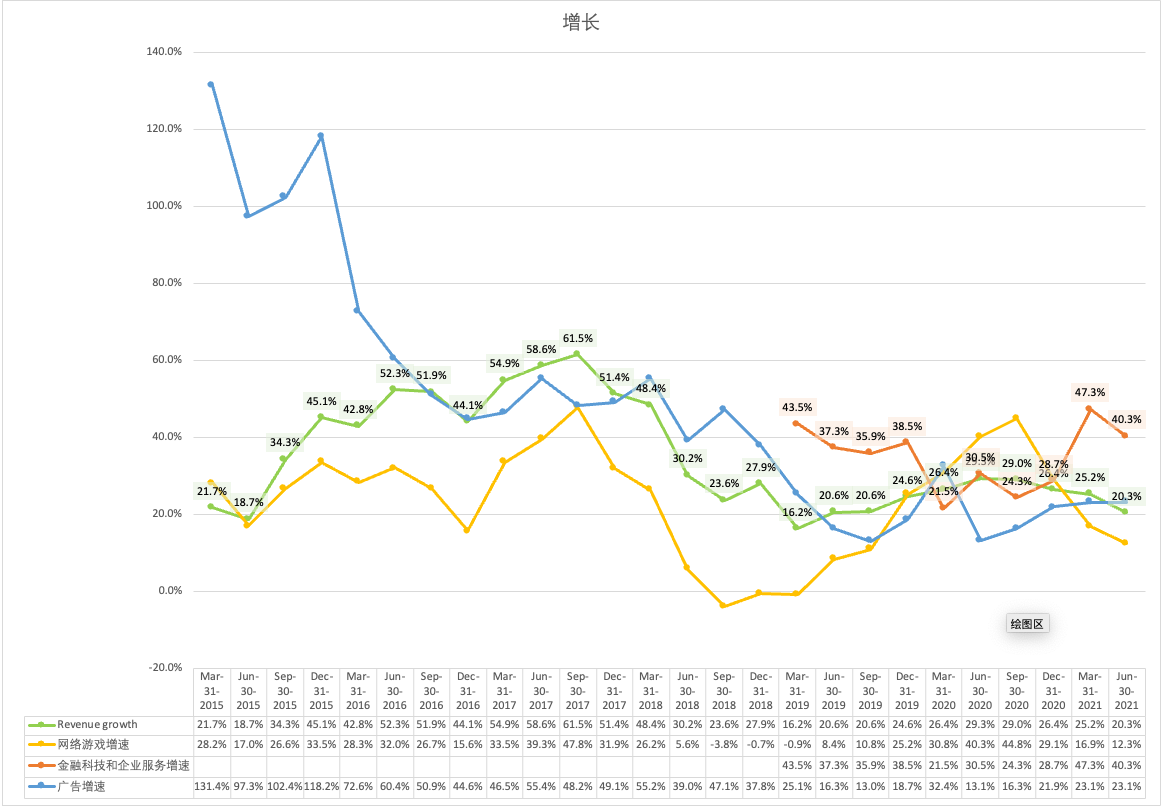 增长
140.0%
120.0%
100.0%
80.0%
60.0%
40.0%
20.0%
0.0%
-20.0%
21.7% 18.7% 34.3% 45.1% 42.8% 52.3% 51.9% 44.1% 54.9% 58.6% 61.5% 51.4% 48.4% 30.2% 23.6% 27.9% 16.2% 20.6% 20.6% 24.6% 26.4% 29.3% 29.0% 26.4% 25.2% 20.3%
43.5% 37.3% 35.9% 38.5% 21.5% 30.5% 24.3% 28.7% 47.3% 40.3%
绘图区
Mar-31-2015 Jun-30-2015 Sep-30-2015 Dec-31-2015 Mar-31-2016 Jun-30-2016 Sep-30-2016 Dec-31-2016 Mar-31-2017 Jun-30-2017 Sep-30-2017 Dec-31-2017 Mar-31-2018 Jun-30-2018 Sep-30-2018 Dec-31-2018 Mar-31-2019 Jun-30-2019 Sep-30-2019 Dec-31-2019 Mar-31-2020 Jun-30-2020 Sep-30-2020 Dec-31-2020 Mar-31-2021 Jun-30-2021
Revenue growth 21.7% 18.7% 34.3% 45.1% 42.8% 52.3% 51.9% 44.1% 54.9% 58.6% 61.5% 51.4% 48.4% 30.2% 23.6% 27.9% 16.2% 20.6% 20.6% 24.6% 26.4% 29.3% 29.0% 26.4% 25.2% 20.3%
网络游戏增速 28.2% 17.0% 26.6% 33.5% 28.3% 32.0% 26.7% 15.6% 33.5% 39.3% 47.8% 31.9% 26.2% 5.6% -3.8% -0.7% -0.9% 8.4% 10.8% 25.2% 30.8% 40.3% 44.8% 29.1% 16.9% 12.3%
金融科技和企业服务增速 43.5% 37.3% 35.9% 38.5% 21.5% 30.5% 24.3% 28.7% 47.3% 40.3%
广告增速 131.4% 97.3% 102.4% 118.2% 72.6% 60.4% 50.9% 44.6% 46.5% 55.4% 48.2% 49.1% 55.2% 39.0% 47.1% 37.8% 25.1% 16.3% 13.0% 18.7% 32.4% 13.1% 16.3% 21.9% 23.1% 23.1%